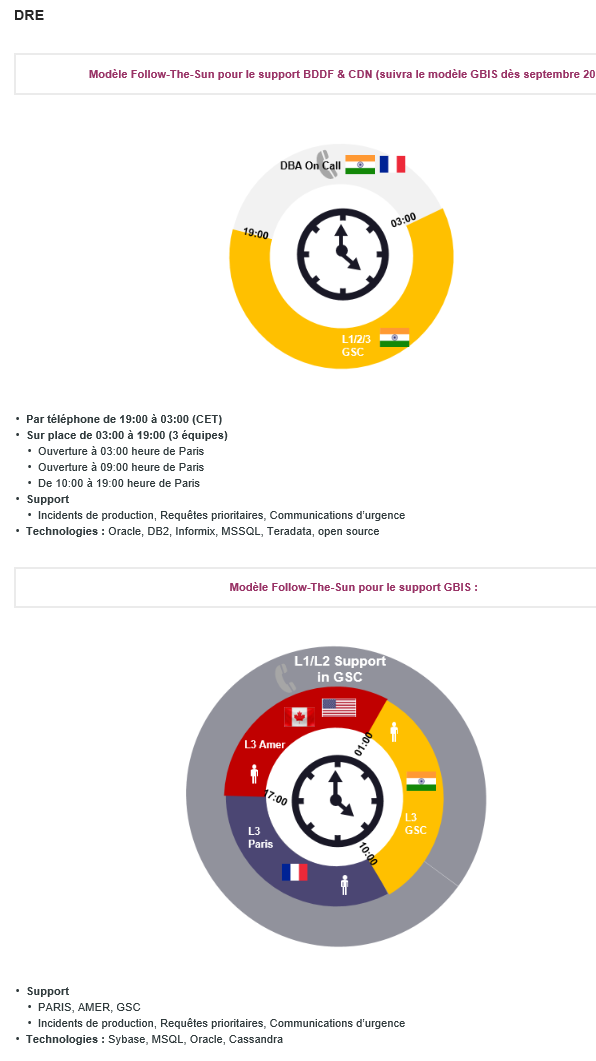 DRE
Modèle Follow-The-Sun pour le support BDDF & CDN (suivra le modèle GBIS dès septembre 20
DBA On Call
19:00
03:00
L1/2/3
GSC
• Par téléphone de 19:00 à 03:00 (CET)
• Sur place de 03:00 à 19:00 (3 équipes)
• Ouverture à 03:00 heure de Paris
• Ouverture à 09:00 heure de Paris
• De 10:00 à 19:00 heure de Paris
• Support
• Incidents de production, Requêtes prioritaires, Communications d'urgence
• Technologies : Oracle, DB2, Informix, MSSQL, Teradata, open source
Modèle Follow-The-Sun pour le support GBIS :
L1/L2 Support
in GSC
L3 Amer
01:00
17:00
L3
GSC
L3
Paris
10:00
• Support
• PARIS, AMER, GSC
• Incidents de production, Requêtes prioritaires, Communications d'urgence
• Technologies : Sybase, MSQL, Oracle, Cassandra